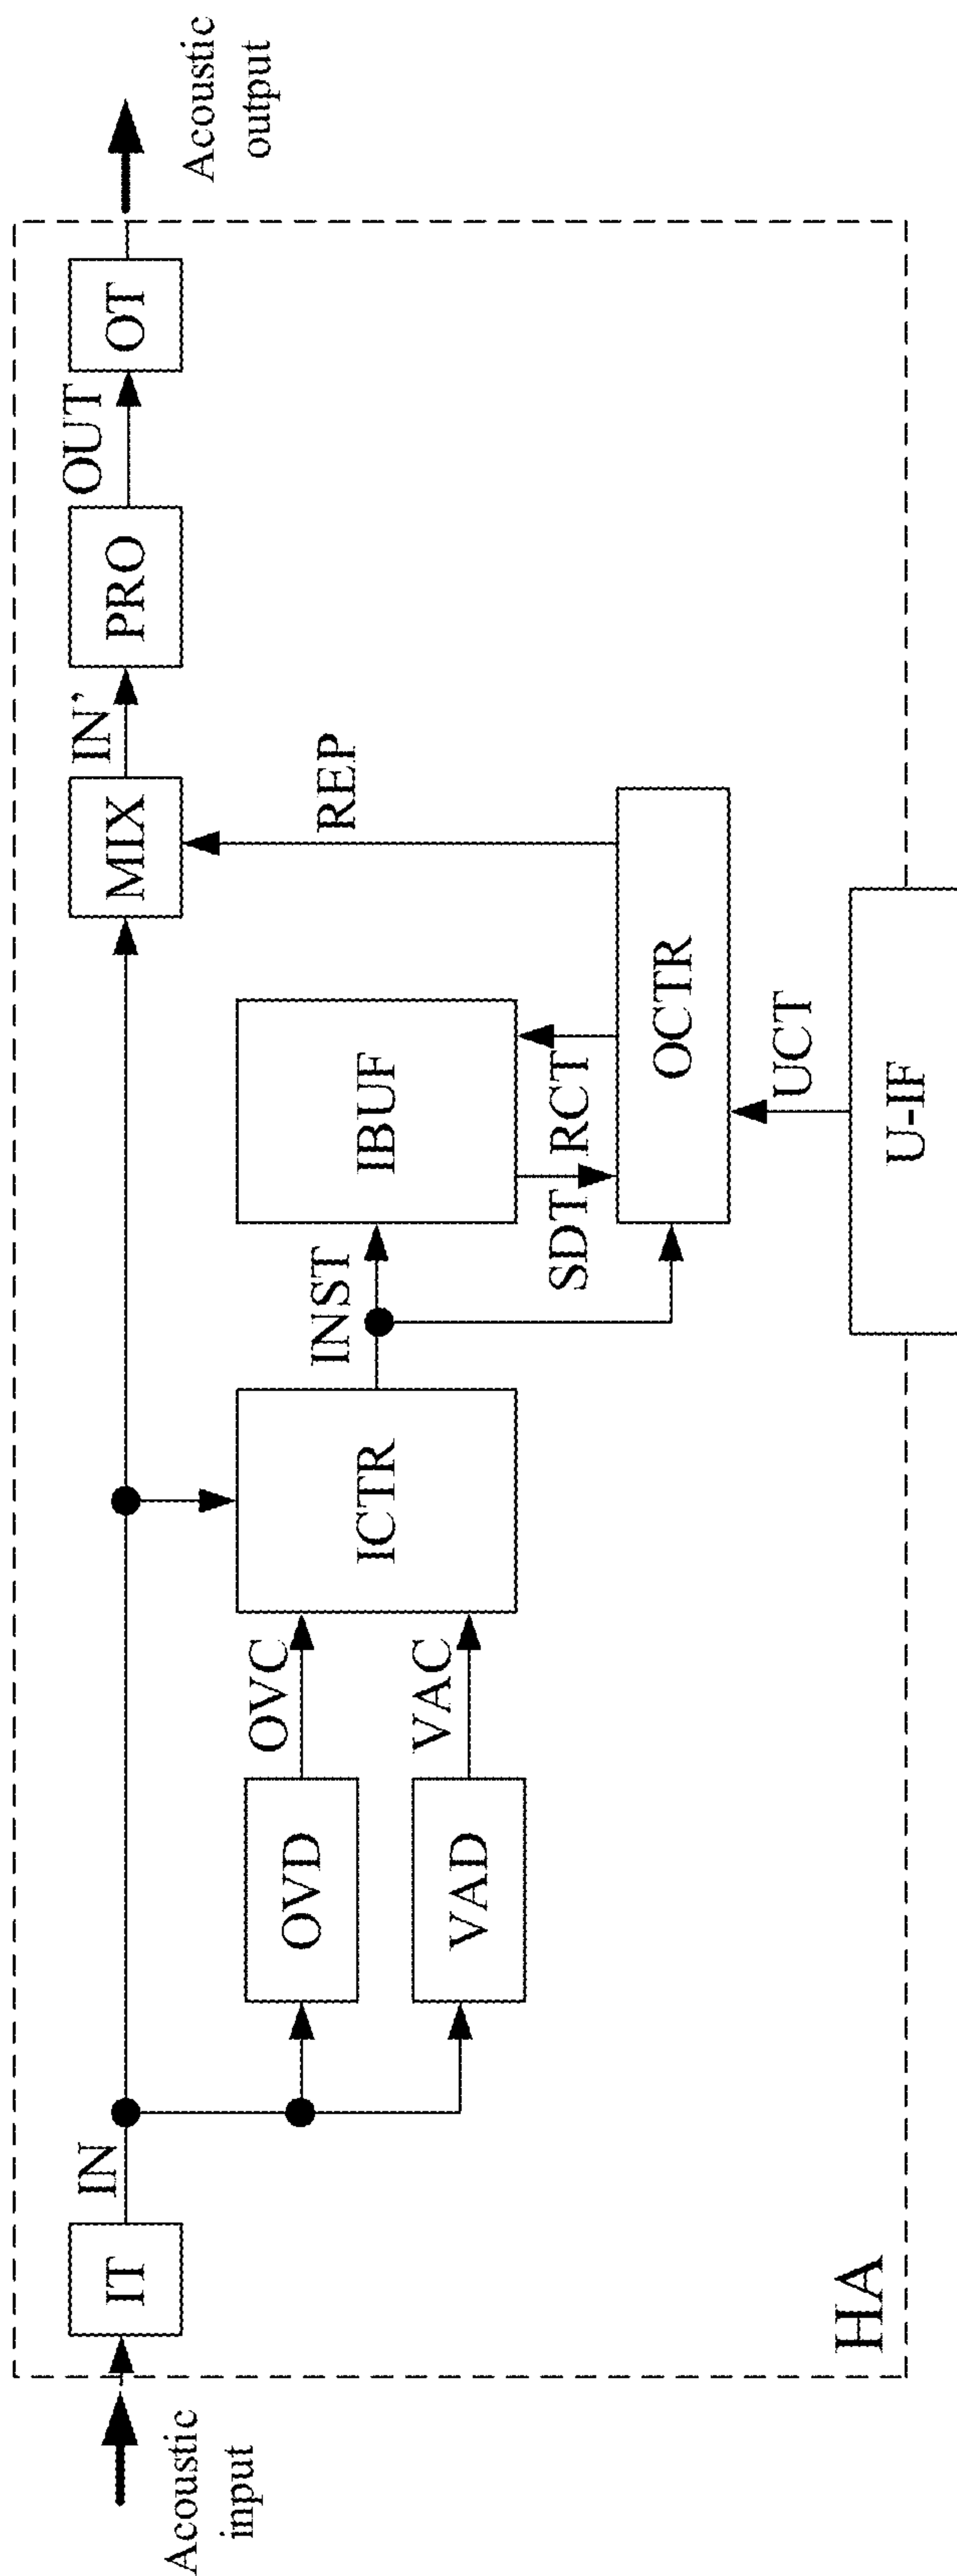 Acoustic
input
IT
IN
OVD
OVC
VAD
VAC
ICTR
INST
IBUF
SDT
RCT
OCTR
UCT
U-IF
REP
MIX
IN'
PRO
OUT
OT
Acoustic
output
HA